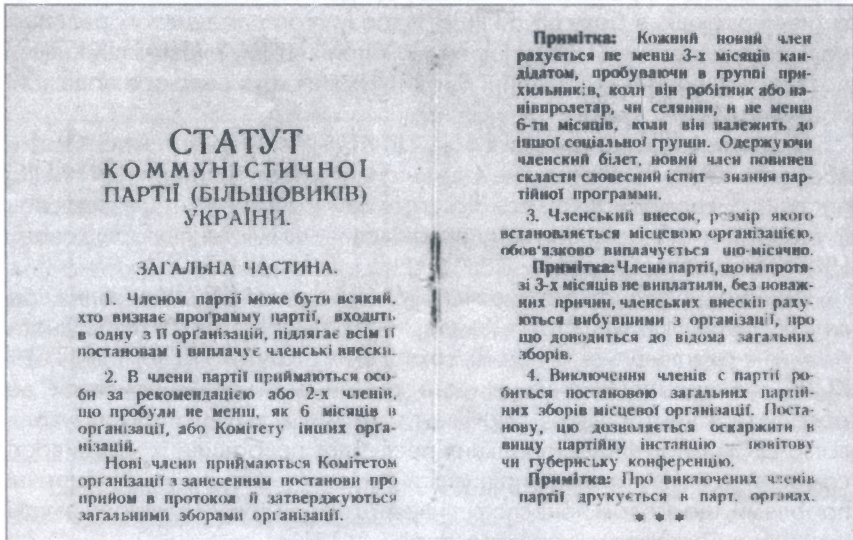 СТАТУТ
КОММУНІСТИЧНОЇ
ПАРТІЇ (БІЛЬШОВИКІВ)
УКРАЇНИ.
ЗАГАЛЬНА ЧАСТИНА.
1. Членом партії може бути всякий,
хто визнає программу партії, входить
в одну з її організацій, підлягає всім її
постановам і виплачує членські внески.
2. В члени партії приймаються осо-
би за рекомендацією або 2-х членів,
що пробули не менш, як 6 місяців в
організації, або Комітету інших орга-
нізацій.
Нові члени приймаються Комітетом
організації з занесенням постанови про
прийом в протокол й затверджуються
загальними зборами організації.
Примітка: Кожний новий член
рахується не менш 3-х місяців кан-
дідатом, пробуваючи в группі при-
хильників, коли він робітник або на-
півпролетар, чи селянин, и не менш
6-ти місяців, коли він належить до
іншої соціальної групи. Одержуючи
членский білет, новий член повинен
скласти словесний іспит знання пар-
тійної программи.
3. Членський внесок, розмір якого
встановляється місцевою організацією,
обов'язково виплачується що-місячно.
Примітка: Члени партії, що на протя-
зі 3-х місяців не виплатили, без поваж-
них причин, членських внесків раху-
ються вибувшими з організації, про
що доводиться до відома загальних
зборів.
4. Виключення членів с партії ро-
биться постановою загальних партій-
них зборів місцевої організації. Поста-
нову, цю дозволяється оскаржити в
вищу партійну інстанцію — повітову
чи губернську конференцію.
Примітка: Про виключених членів
партії друкується в парт. органах.
* * *